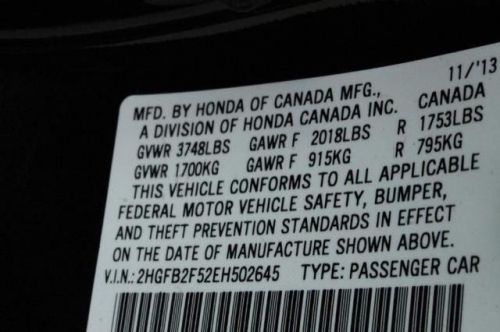 11/'13
MFD. BY HONDA OF CANADA MFG.,
A DIVISION OF HONDA CANADA INC. CANADA
GVWR 3748LBS GAWR F 2018LBS R 1753LBS
GVWR 1700KG GAWR F 915KG R 795KG
THIS VEHICLE CONFORMS TO ALL APPLICABLE
FEDERAL MOTOR VEHICLE SAFETY, BUMPER,
AND THEFT PREVENTION STANDARDS IN EFFECT
ON THE DATE OF MANUFACTURE SHOWN ABOVE.
V.I.N.: 2HGFB2F52EH502645 TYPE: PASSENGER CAR